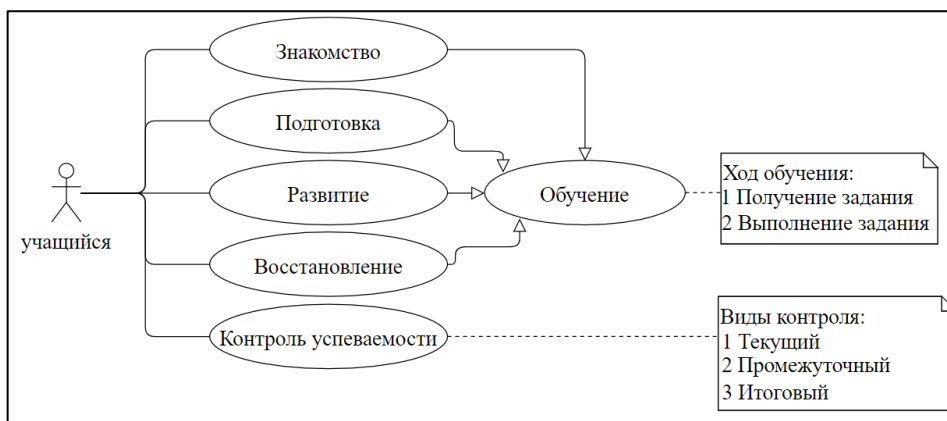 Знакомство
Подготовка
Развитие
Восстановление
Контроль успеваемости
учащийся
Обучение
Ход обучения:
1 Получение задания
2 Выполнение задания
Виды контроля:
1 Текущий
2 Промежуточный
3 Итоговый